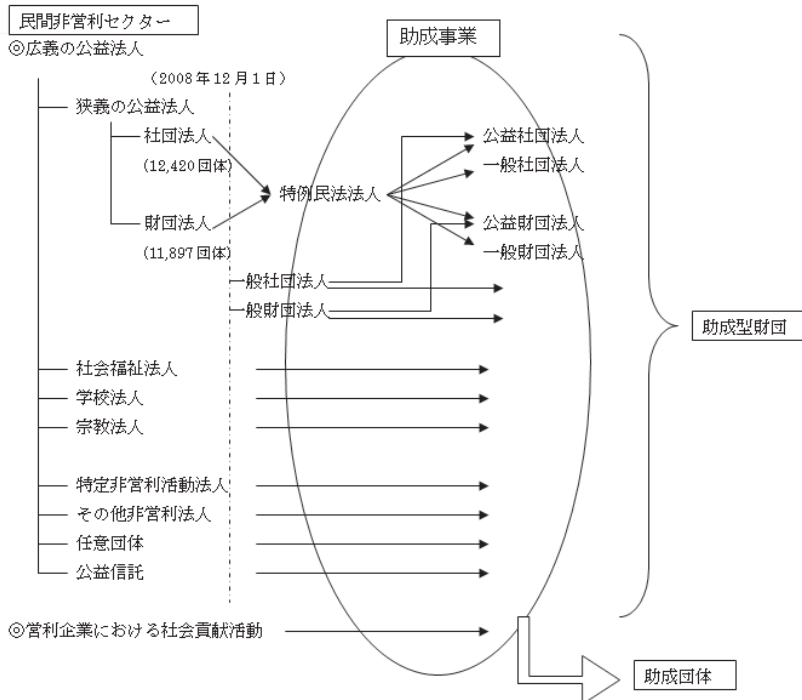 民間非営利セクター
助成事業
◎広義の公益法人
(2008年12月1日)
狭義の公益法人
社団法人
(12,420団体)
特例民法法人
財団法人
(11,897団体)
公益社団法人
一般社団法人
公益財団法人
一般財団法人
一般社団法人
一般財団法人
助成型財団
社会福祉法人
学校法人
宗教法人
特定非営利活動法人
その他非営利法人
任意団体
公益信託
◎営利企業における社会貢献活動
助成団体